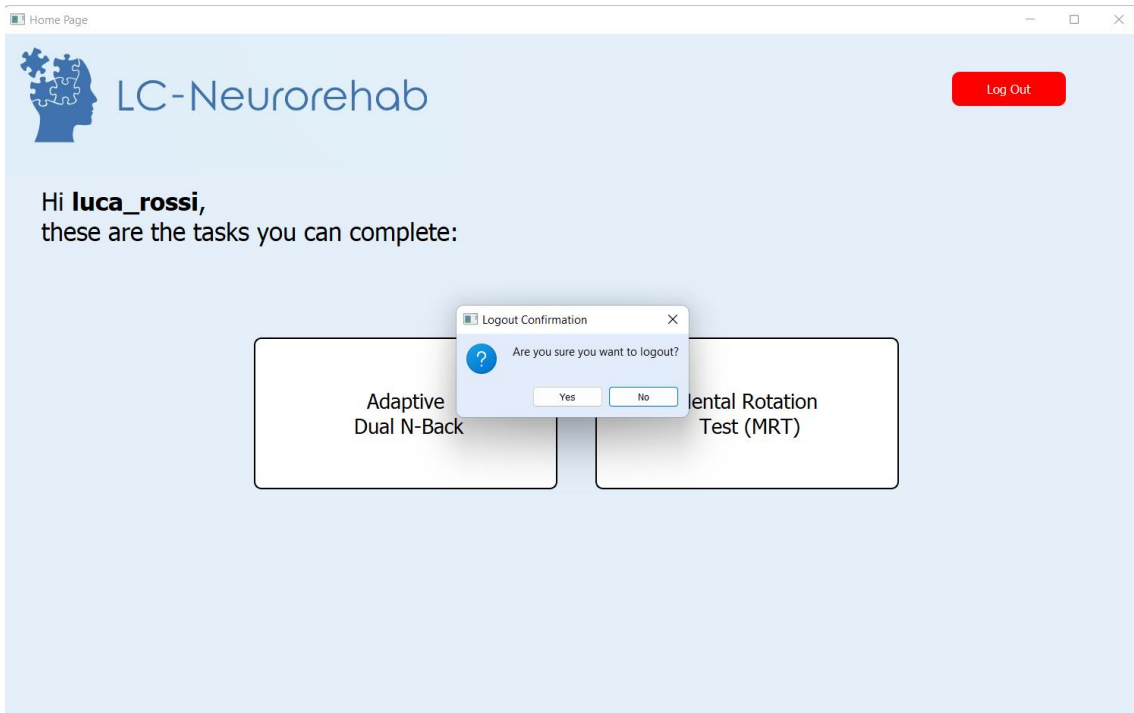 Home Page
LC-Neurorehab
Log Out
Hi luca_rossi,
these are the tasks you can complete:
Logout Confirmation
Are you sure you want to logout?
Yes
No
Adaptive
Dual N-Back
ental Rotation
Test (MRT)